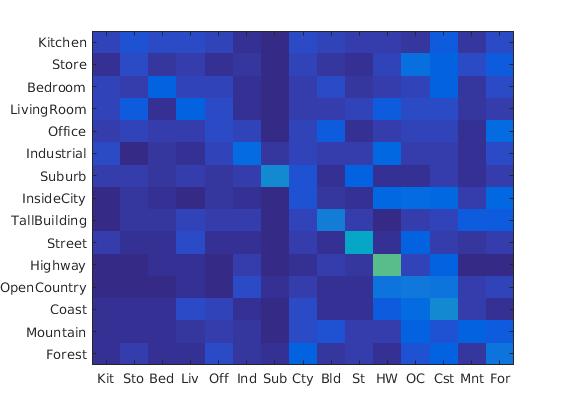 Kitchen
Store
Bedroom
LivingRoom
Office
Industrial
Suburb
InsideCity
TallBuilding
Street
Highway
OpenCountry
Coast
Mountain
Forest
Kit Sto Bed Liv Off Ind Sub Cty Bld St HW OC Cst Mnt For